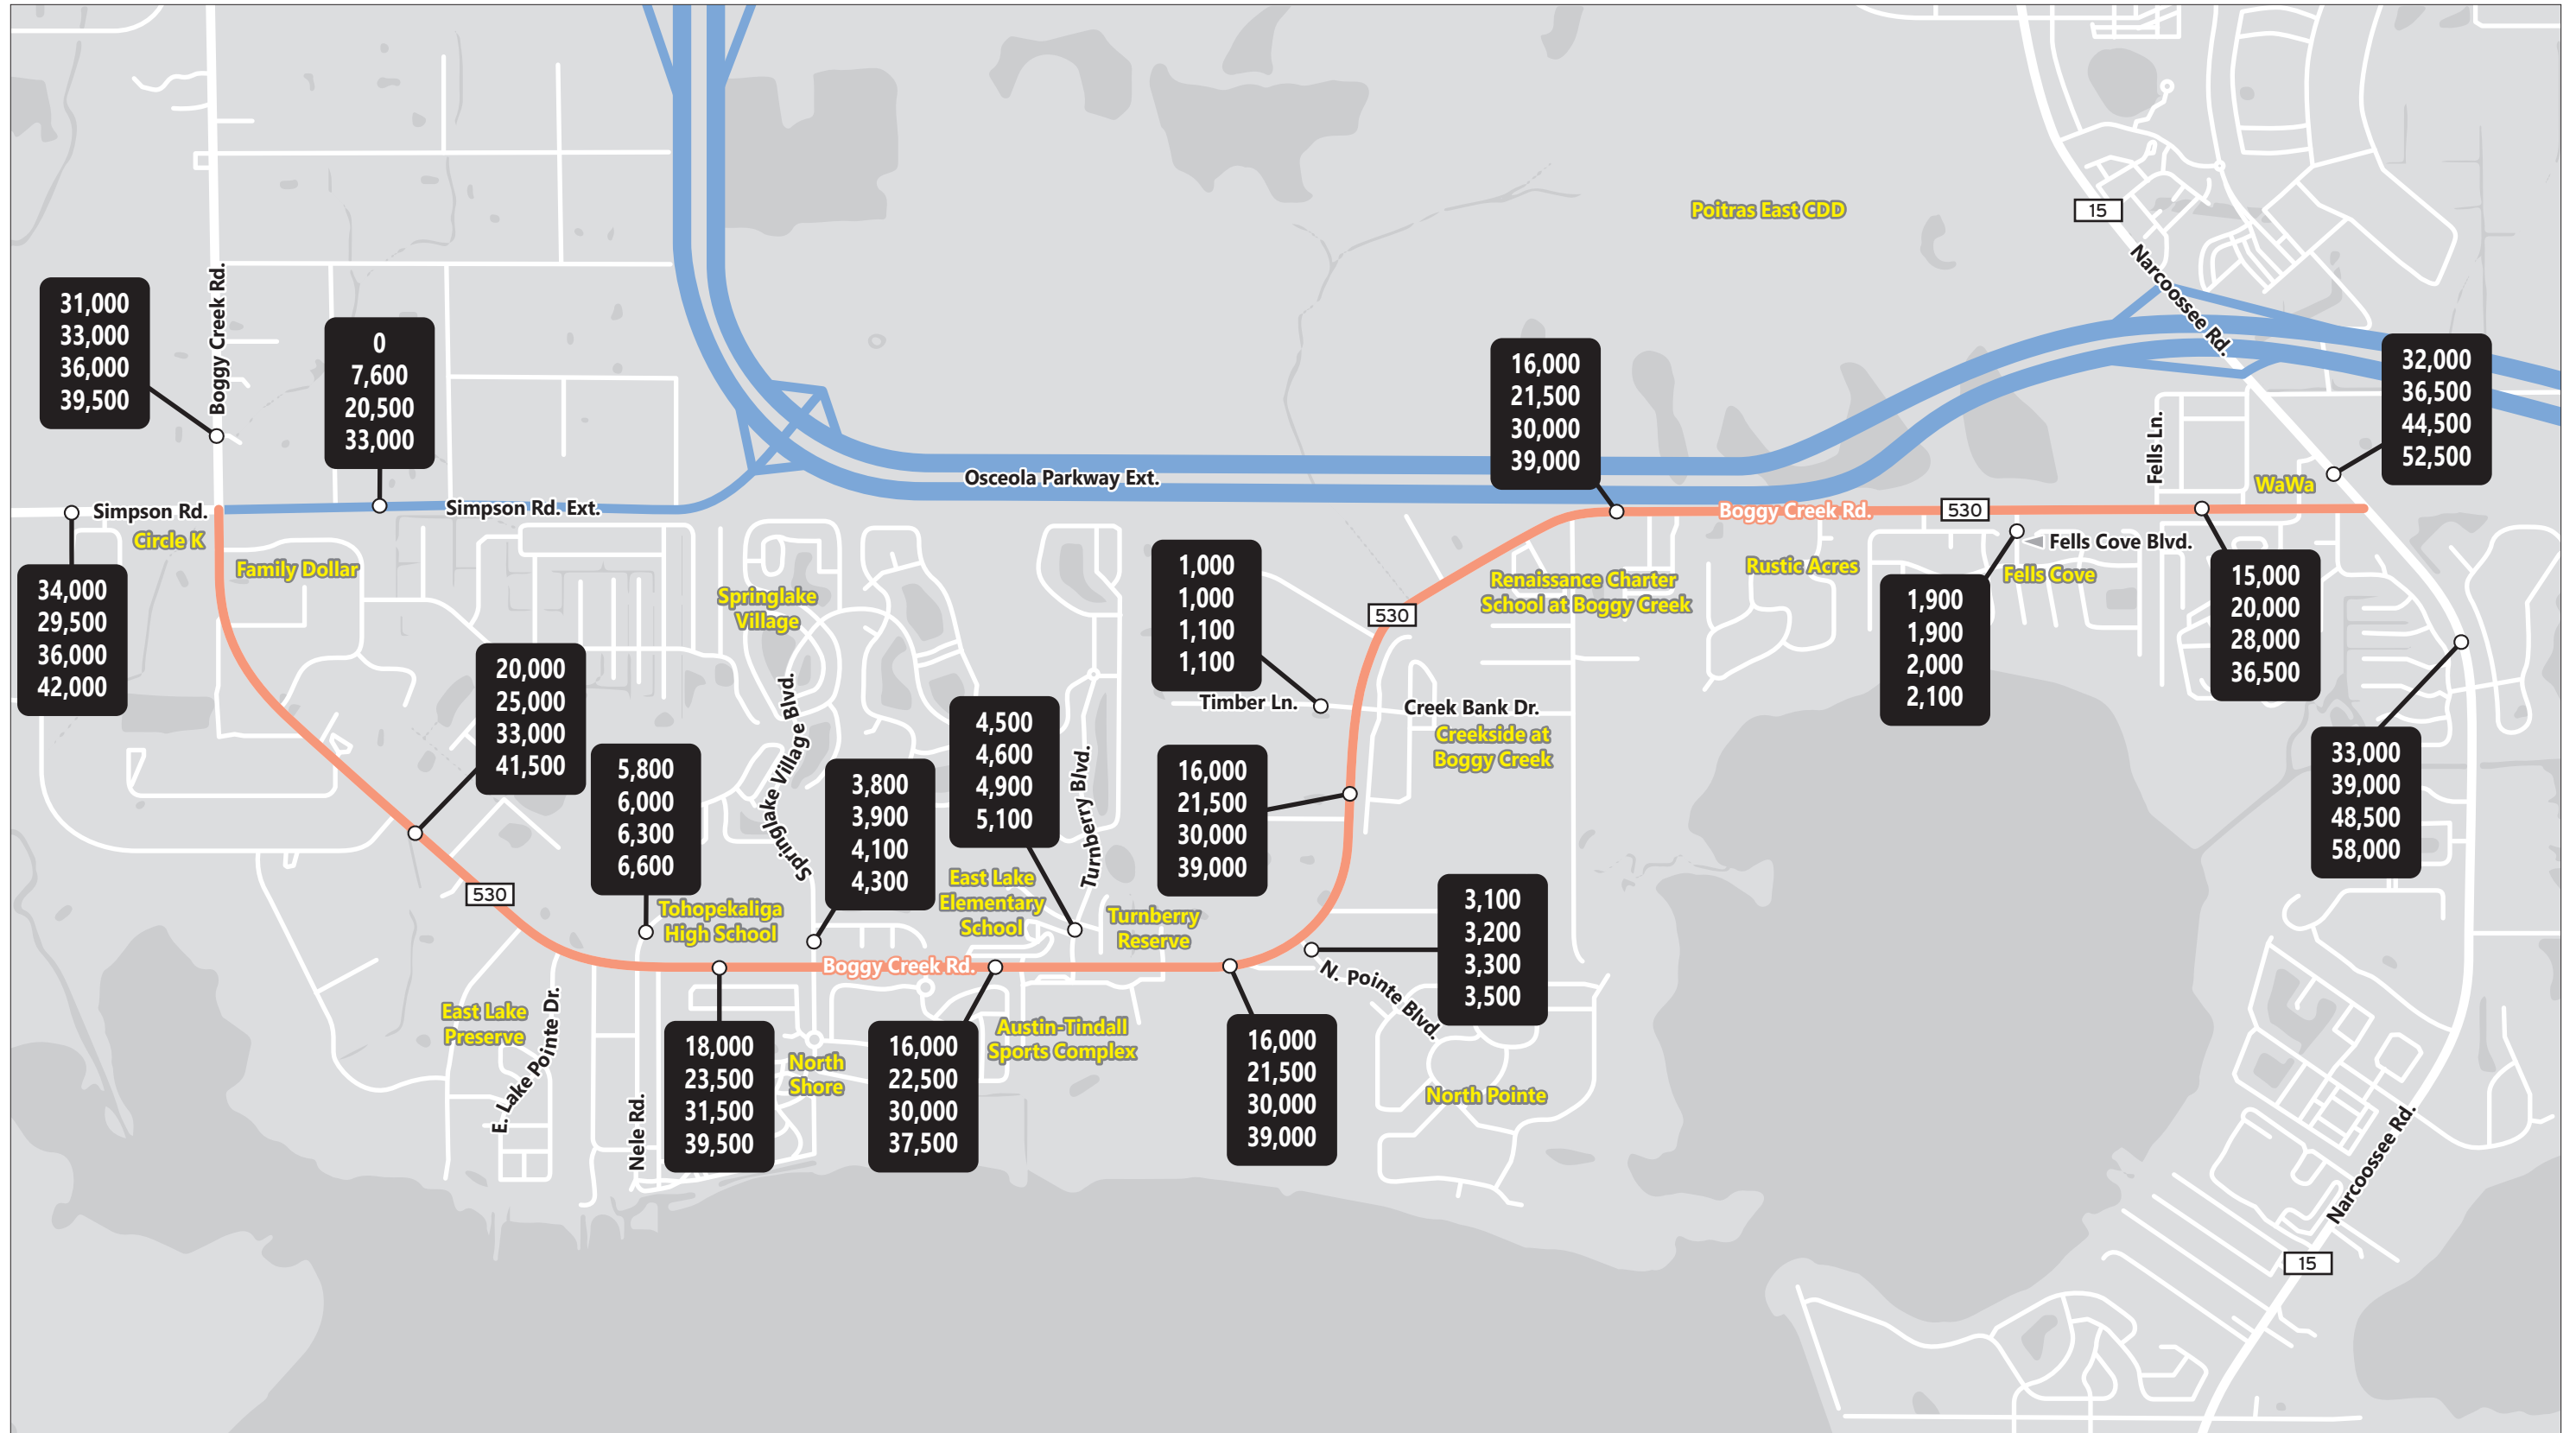 Poitras East CDD
15
Narcoossee Rd.
Boggy Creek Rd.
31,000
33,000
36,000
39,500
0
7,600
20,500
33,000
16,000
21,500
30,000
39,000
32,000
36,500
44,500
52,500
Osceola Parkway Ext.
Fells Ln.
WaWa
Simpson Rd.
Simpson Rd. Ext.
Boggy Creek Rd.
530
Circle K
Family Dollar
Fells Cove Blvd.
Fells Cove
Rustic Acres
Renaissance Charter
School at Boggy Creek
34,000
29,500
36,000
42,000
Springlake
Village
1,000
1,000
1,100
1,100
530
1,900
1,900
2,000
2,100
15,000
20,000
28,000
36,500
20,000
25,000
33,000
41,500
Timber Ln.
Creek Bank Dr.
Creekside at
Boggy Creek
5,800
6,000
6,300
6,600
Springlake Village Blvd.
3,800
3,900
4,100
4,300
4,500
4,600
4,900
5,100
Turnberry Blvd.
16,000
21,500
30,000
39,000
33,000
39,000
48,500
58,000
530
Tohopekaliga
High School
East Lake
Elementary
School
Turnberry
Reserve
3,100
3,200
3,300
3,500
Boggy Creek Rd.
N. Pointe Blvd.
East Lake
Preserve
E. Lake Pointe Dr.
Nele Rd.
18,000
23,500
31,500
39,500
North
Shore
16,000
22,500
30,000
37,500
Austin-Tindall
Sports Complex
16,000
21,500
30,000
39,000
North Pointe
Narcoossee Rd.
15